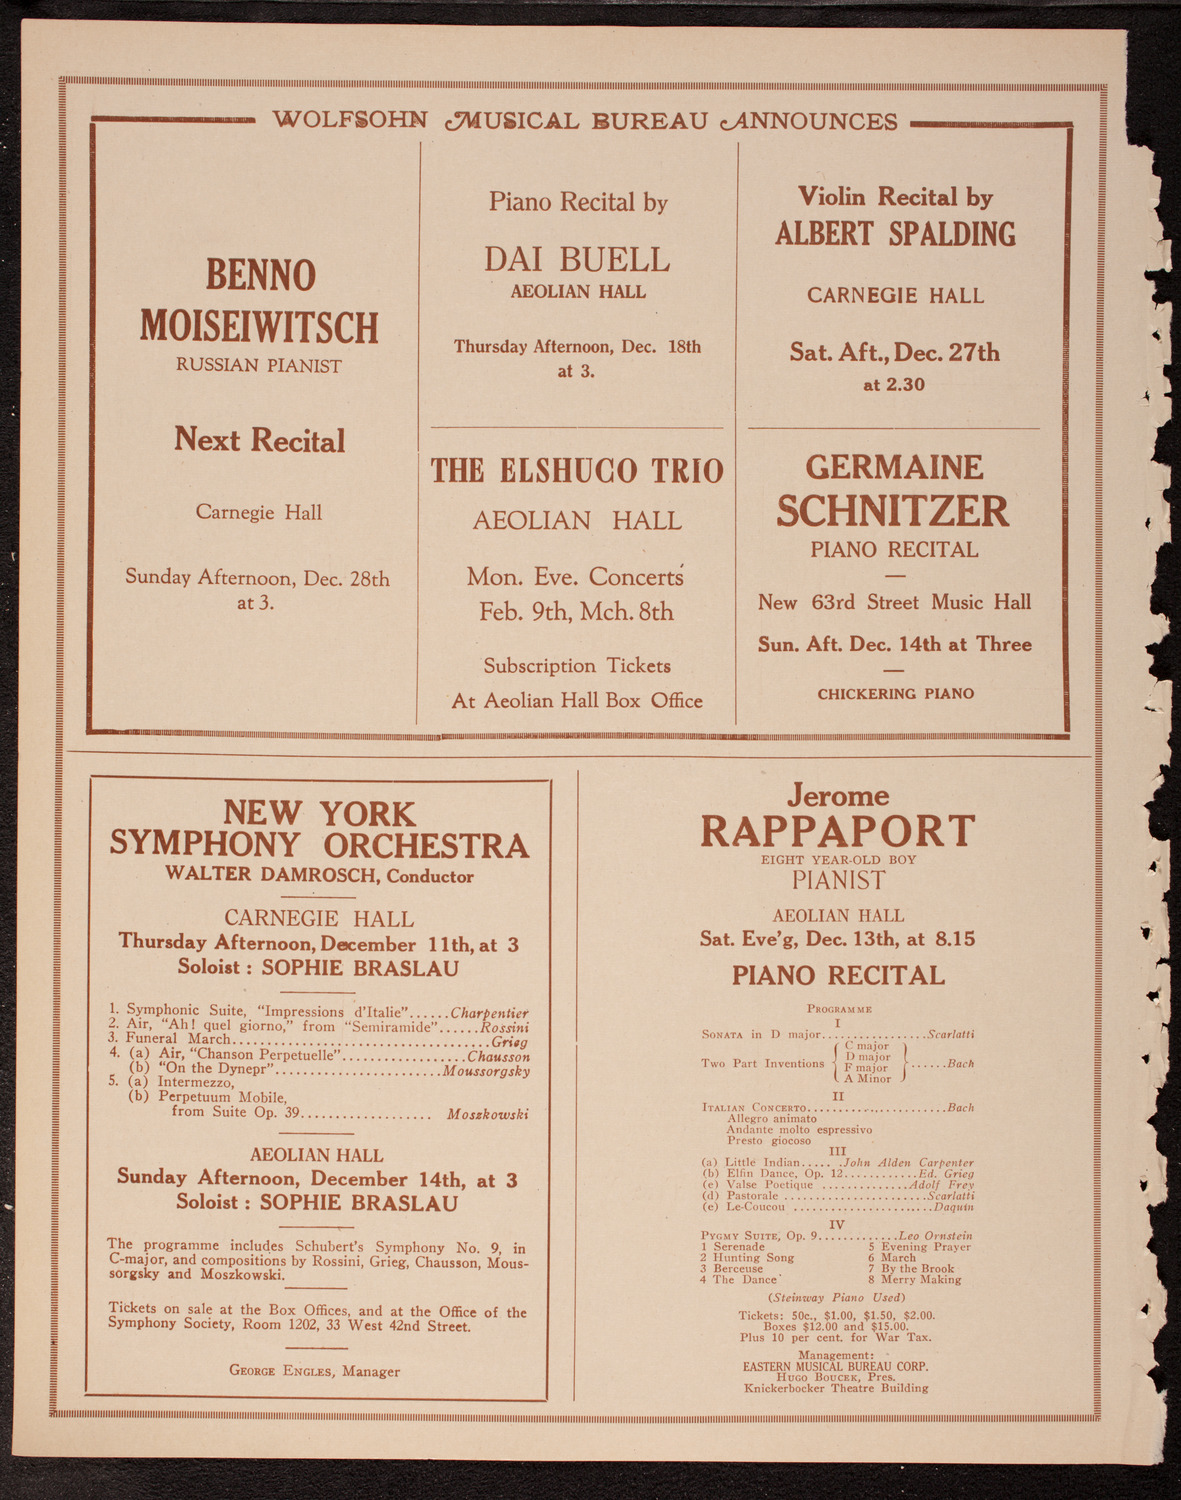 WOLFSOHN MUSICAL BUREAU ANNOUNCES
BENNO
MOISEIWITSCH
RUSSIAN PIANIST
Next Recital
Carnegie Hall
Sunday Afternoon, Dec. 28th
at 3.
Piano Recital by
DAI BUELL
AEOLIAN HALL
Thursday Afternoon, Dec. 18th
at 3.
THE ELSHUCO TRIO
AEOLIAN HALL
Mon. Eve. Concerts
Feb. 9th, Mch. 8th
Subscription Tickets
At Aeolian Hall Box Office
Violin Recital by
ALBERT SPALDING
CARNEGIE HALL
Sat. Aft., Dec. 27th
at 2.30
GERMAINE
SCHNITZER
PIANO RECITAL
New 63rd Street Music Hall
Sun. Aft. Dec. 14th at Three
CHICKERING PIANO
NEW YORK
SYMPHONY ORCHESTRA
WALTER DAMROSCH, Conductor
CARNEGIE HALL
Thursday Afternoon, December 11th, at 3
Soloist : SOPHIE BRASLAU
1. Symphonic Suite, "Impressions d'Italie"......Charpentier
2. Air, "Ah! quel giorno," from "Semiramide"......Rossini
3. Funeral March......Grieg
4. (a) Air, "Chanson Perpetuelle"......Chausson
(b) "On the Dynepr"......Moussorgsky
5. (a) Intermezzo,
(b) Perpetuum Mobile,
from Suite Op. 39......Moszkowski
AEOLIAN HALL
Sunday Afternoon, December 14th, at 3
Soloist : SOPHIE BRASLAU
The programme includes Schubert's Symphony No. 9, in
C-major, and compositions by Rossini, Grieg, Chausson, Mous-
sorgsky and Moszkowski.
Tickets on sale at the Box Offices, and at the Office of the
Symphony Society, Room 1202, 33 West 42nd Street.
GEORGE ENGLES, Manager
Jerome
RAPPAPORT
EIGHT YEAR-OLD BOY
PIANIST
AEOLIAN HALL
Sat. Eve'g, Dec. 13th, at 8.15
PIANO RECITAL
PROGRAMME
I
SONATA in D major......Scarlatti
Two Part Inventions { C major
D major
F major
A Minor } ......Bach
II
ITALIAN CONCERTO......Bach
Allegro animato
Andante molto espressivo
Presto giocoso
III
(a) Little Indian......John Alden Carpenter
(b) Elfin Dance, Op. 12......Ed. Grieg
(e) Valse Poetique......Adolf Frey
(d) Pastorale......Scarlatti
(e) Le-Coucou......Daquin
IV
PYGMY SUITE, Op. 9......Leo Ornstein
1 Serenade 5 Evening Prayer
2 Hunting Song 6 March
3 Berceuse 7 By the Brook
4 The Dance 8 Merry Making
(Steinway Piano Used)
Tickets: 50c., $1.00, $1.50, $2.00.
Boxes $12.00 and $15.00.
Plus 10 per cent. for War Tax.
Management:
EASTERN MUSICAL BUREAU CORP.
HUGO BOUCEK, Pres.
Knickerbocker Theatre Building